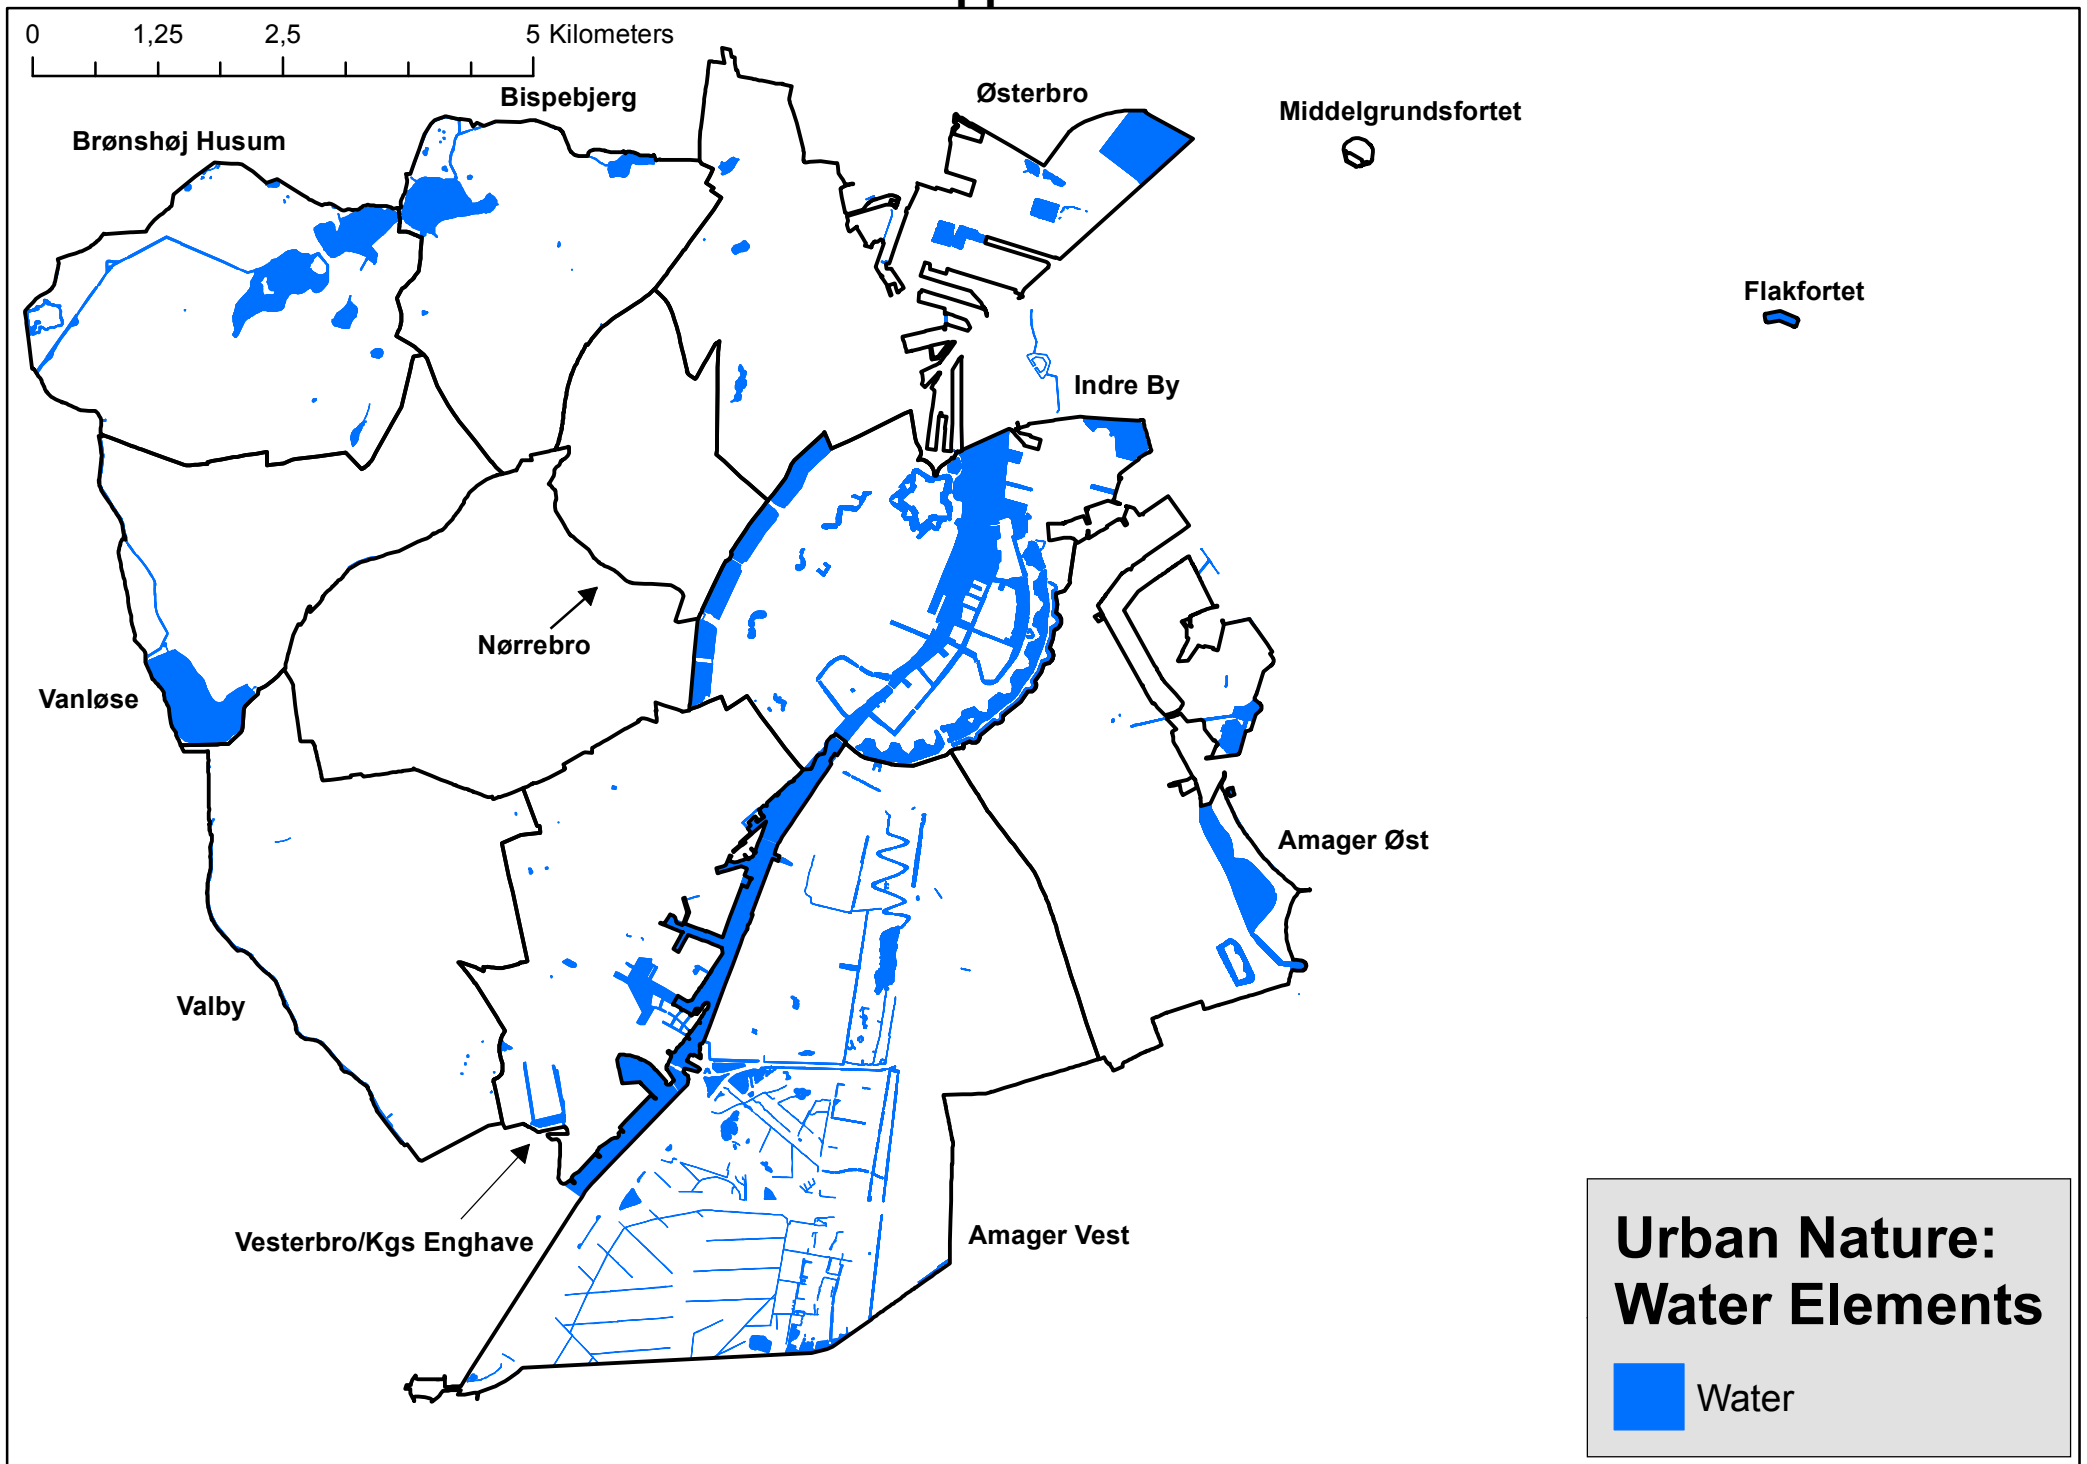 0 1,25 2,5 5 Kilometers
Bispebjerg
Østerbro
Middelgrundsfortet
Brønshøj Husum
Flakfortet
Indre By
Nørrebro
Vanløse
Amager Øst
Valby
Vesterbro/Kgs Enghave
Amager Vest
Urban Nature:
Water Elements
Water